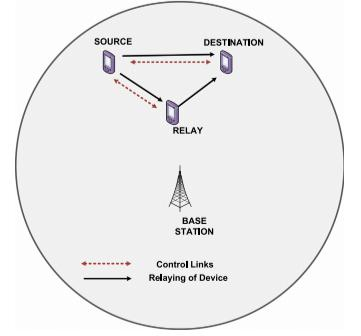 SOURCE
DESTINATION
RELAY
BASE
STATION
Control Links
Relaying of Device